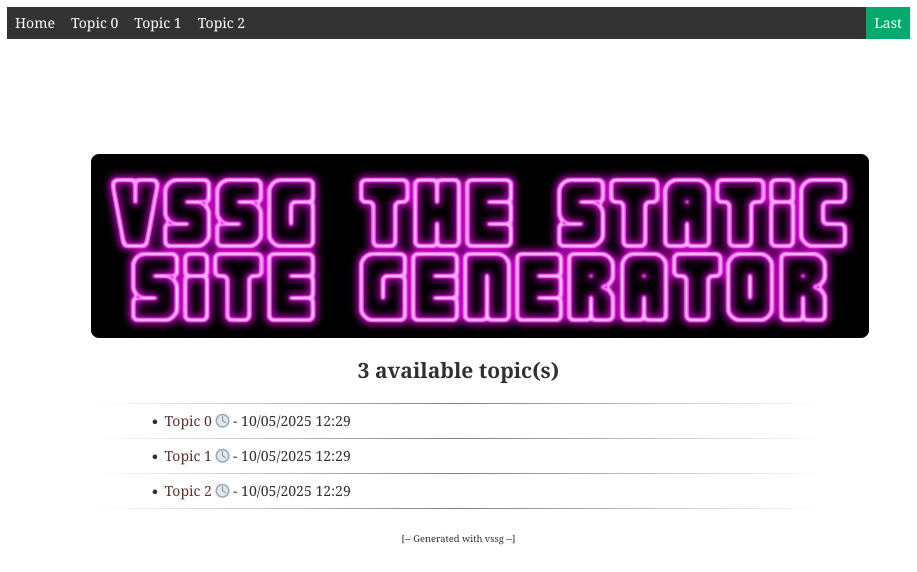 Home Topic 0 Topic 1 Topic 2 Last
VSSG THE STATiC
SiTE GENERATOR
3 available topic(s)
• Topic 0 🕓 - 10/05/2025 12:29
• Topic 1 🕓 - 10/05/2025 12:29
• Topic 2 🕓 - 10/05/2025 12:29
[-- Generated with vssg --]